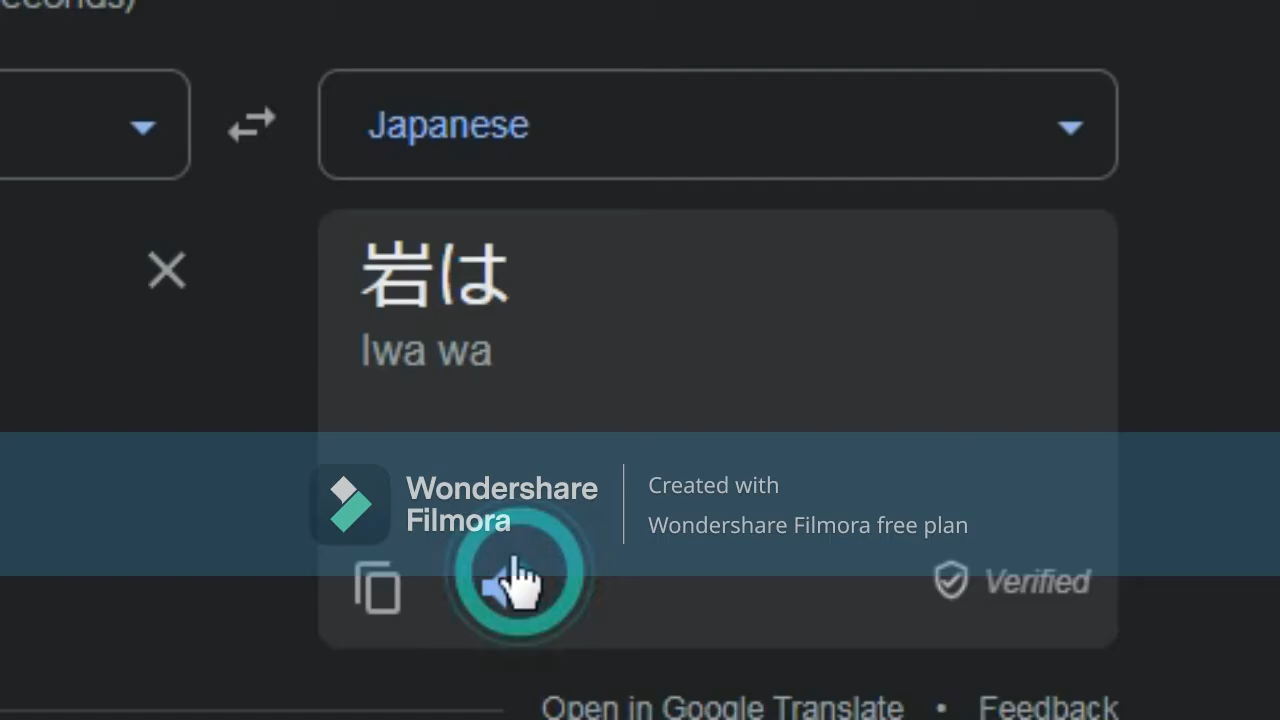 econds)
Japanese
岩は
Iwa wa
Wondershare
Filmora
Created with
Wondershare Filmora free plan
Verified
Open in Google Translate • Feedback